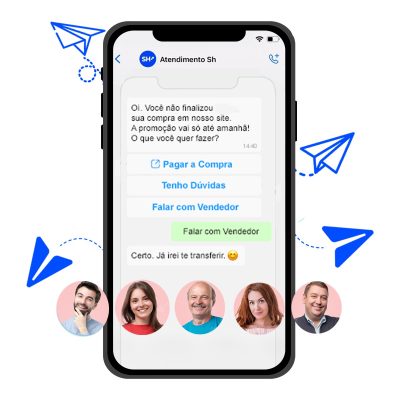 SH
Atendimento Sh
Oi. Você não finalizou
sua compra em nosso site.
A promoção vai só até amanhã!
O que você quer fazer?
14:40
Pagar a Compra
Tenho Dúvidas
Falar com Vendedor
Falar com Vendedor
Certo. Já irei te transferir. 😊